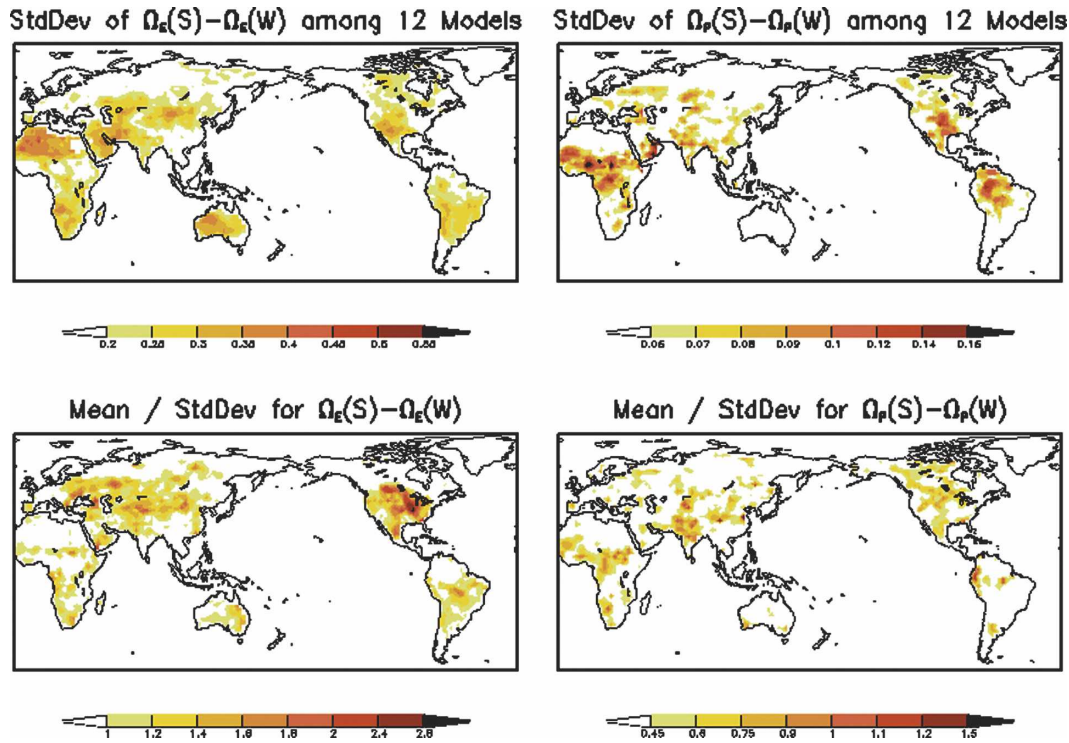 StdDev of Ω_E(S)−Ω_E(W) among 12 Models
StdDev of Ω_P(S)−Ω_P(W) among 12 Models
0.2 0.25 0.3 0.35 0.4 0.45 0.5 0.55
0.06 0.07 0.08 0.09 0.1 0.12 0.14 0.16
Mean / StdDev for Ω_E(S)−Ω_E(W)
Mean / StdDev for Ω_P(S)−Ω_P(W)
1 1.2 1.4 1.6 1.8 2 2.4 2.8
0.45 0.6 0.75 0.9 1 1.1 1.2 1.5